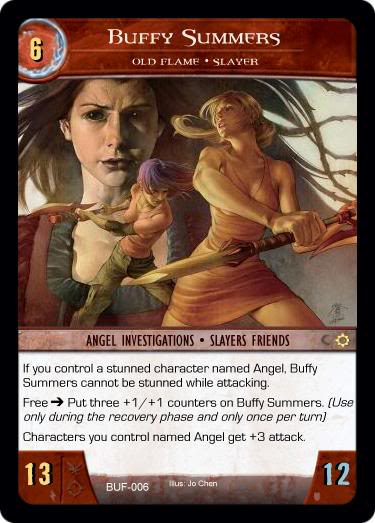 6
BUFFY SUMMERS
OLD FLAME • SLAYER
ANGEL INVESTIGATIONS • SLAYERS FRIENDS
If you control a stunned character named Angel, Buffy
Summers cannot be stunned while attacking.
Free ➔ Put three +1/+1 counters on Buffy Summers. (Use
only during the recovery phase and only once per turn)
Characters you control named Angel get +3 attack.
13
BUF-006
Illus: Jo Chen
12